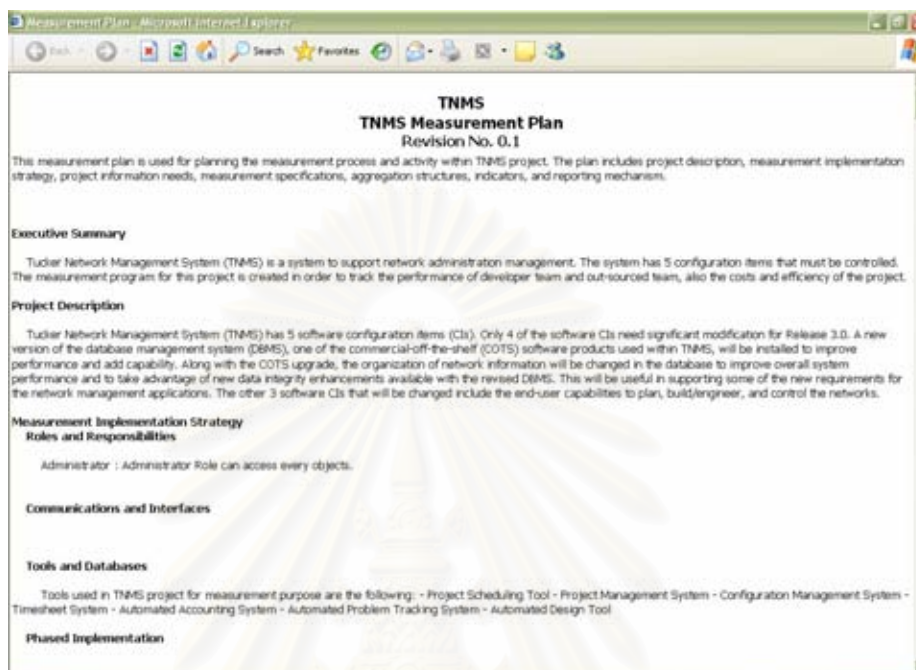 Measurement Plan - Microsoft Internet Explorer
Back
Search
Favorites
TNMS
TNMS Measurement Plan
Revision No. 0.1
This measurement plan is used for planning the measurement process and activity within TNMS project. The plan includes project description, measurement implementation
strategy, project information needs, measurement specifications, aggregation structures, indicators, and reporting mechanism.
Executive Summary
Tucker Network Management System (TNMS) is a system to support network administration management. The system has 5 configuration items that must be controlled.
The measurement program for this project is created in order to track the performance of developer team and out-sourced team, also the costs and efficiency of the project.
Project Description
Tucker Network Management System (TNMS) has 5 software configuration items (CIs). Only 4 of the software CIs need significant modification for Release 3.0. A new
version of the database management system (DBMS), one of the commercial-off-the-shelf (COTS) software products used within TNMS, will be installed to improve
performance and add capability. Along with the COTS upgrade, the organization of network information will be changed in the database to improve overall system
performance and to take advantage of new data integrity enhancements available with the revised DBMS. This will be useful in supporting some of the new requirements for
the network management applications. The other 3 software CIs that will be changed include the end-user capabilities to plan, build/engineer, and control the networks.
Measurement Implementation Strategy
Roles and Responsibilities
Administrator : Administrator Role can access every objects.
Communications and Interfaces
Tools and Databases
Tools used in TNMS project for measurement purpose are the following: - Project Scheduling Tool - Project Management System - Configuration Management System -
Timesheet System - Automated Accounting System - Automated Problem Tracking System - Automated Design Tool
Phased Implementation